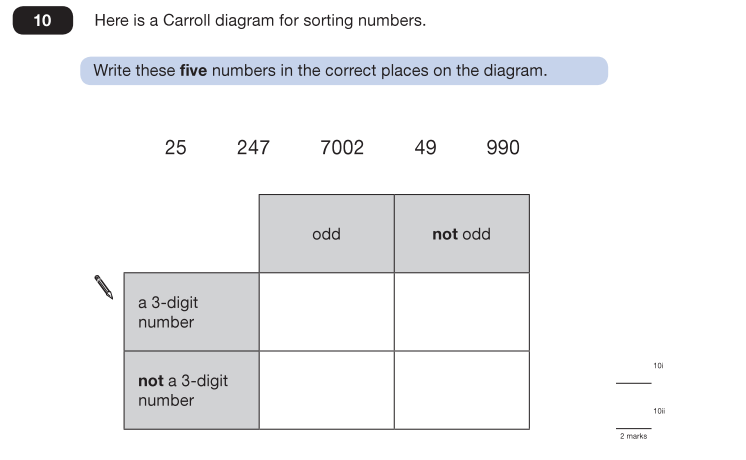 10 Here is a Carroll diagram for sorting numbers.
Write these five numbers in the correct places on the diagram.
25 247 7002 49 990
odd not odd
a 3-digit
number
not a 3-digit
number
10i
10ii
2 marks